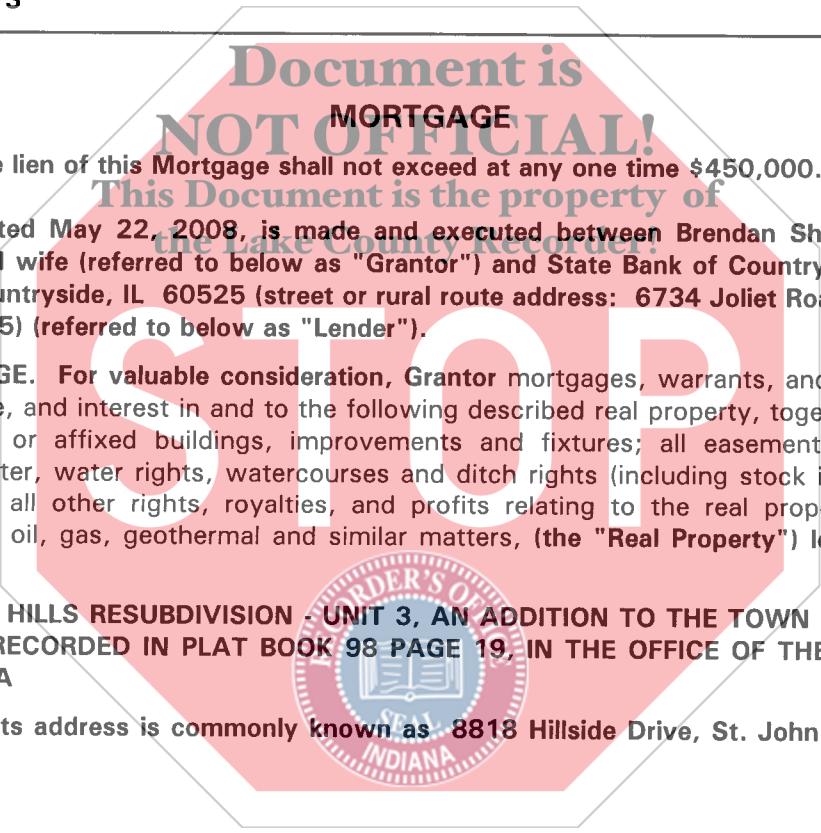 MORTGAGE
Document is
NOT OFFICIAL!
This Document is the property of
the Lake County Recorder!
STOP
e lien of this Mortgage shall not exceed at any one time $450,000.
ted May 22, 2008, is made and executed between Brendan Sh
wife (referred to below as "Grantor") and State Bank of Country
untryside, IL 60525 (street or rural route address: 6734 Joliet Roa
5) (referred to below as "Lender").
GE. For valuable consideration, Grantor mortgages, warrants, and
e, and interest in and to the following described real property, toge
or affixed buildings, improvements and fixtures; all easement
ter, water rights, watercourses and ditch rights (including stock i
all other rights, royalties, and profits relating to the real prop
oil, gas, geothermal and similar matters, (the "Real Property") l
HILLS RESUBDIVISION - UNIT 3, AN ADDITION TO THE TOWN
RECORDED IN PLAT BOOK 98 PAGE 19, IN THE OFFICE OF THE
A
ts address is commonly known as 8818 Hillside Drive, St. John
RECORDER'S OFFICE
SEAL
INDIANA